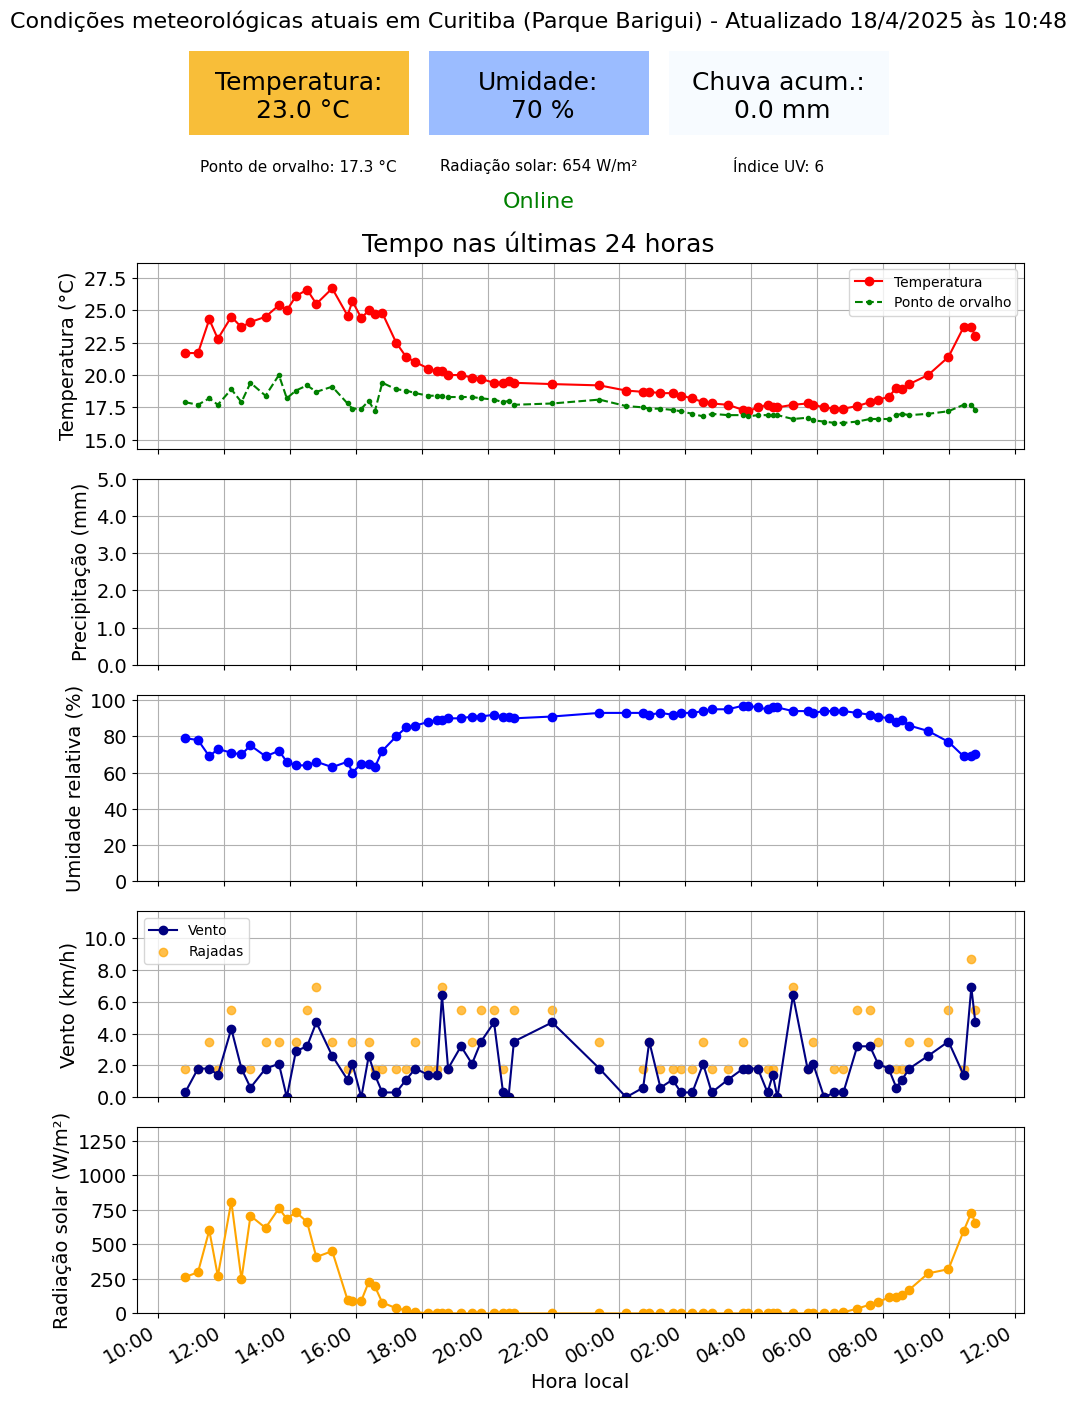 Condições meteorológicas atuais em Curitiba (Parque Barigui) - Atualizado 18/4/2025 às 10:48
Temperatura:
23.0 °C
Umidade:
70 %
Chuva acum.:
0.0 mm
Ponto de orvalho: 17.3 °C
Radiação solar: 654 W/m²
Índice UV: 6
Online
Tempo nas últimas 24 horas
Temperatura (°C)
27.5
25.0
22.5
20.0
17.5
15.0
Temperatura
Ponto de orvalho
Precipitação (mm)
5.0
4.0
3.0
2.0
1.0
0.0
Umidade relativa (%)
100
80
60
40
20
0
Vento (km/h)
10.0
8.0
6.0
4.0
2.0
0.0
Vento
Rajadas
Radiação solar (W/m²)
1250
1000
750
500
250
0
10:00
12:00
14:00
16:00
18:00
20:00
22:00
00:00
02:00
04:00
06:00
08:00
10:00
12:00
Hora local